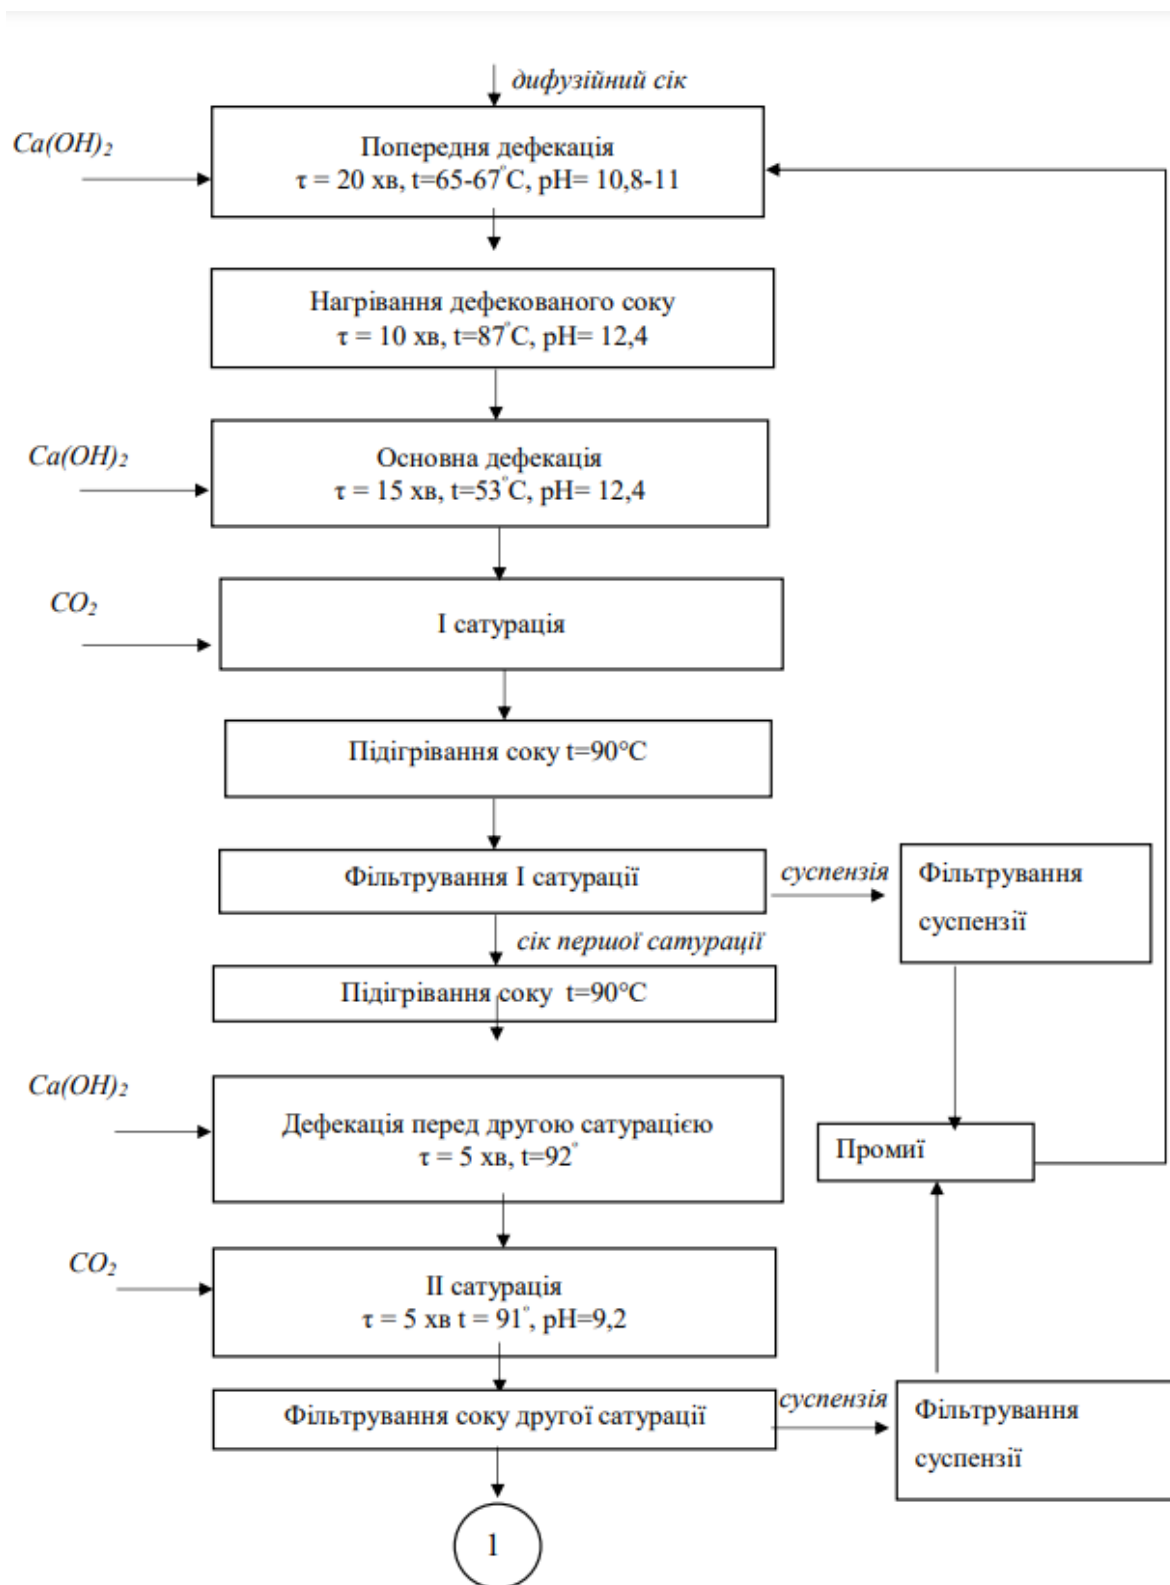 дифузійний сік
Ca(OH)2
Попередня дефекація
τ = 20 хв, t=65-67°C, pH= 10,8-11
Нагрівання дефекованого соку
τ = 10 хв, t=87°C, pH= 12,4
Ca(OH)2
Основна дефекація
τ = 15 хв, t=53°C, pH= 12,4
CO2
I сатурація
Підігрівання соку t=90°C
Фільтрування I сатурації
суспензія
Фільтрування
суспензії
сік першої сатурації
Підігрівання соку t=90°C
Ca(OH)2
Дефекація перед другою сатурацією
τ = 5 хв, t=92°
Промиї
CO2
II сатурація
τ = 5 хв t = 91°, pH=9,2
Фільтрування соку другої сатурації
суспензія
Фільтрування
суспензії
1